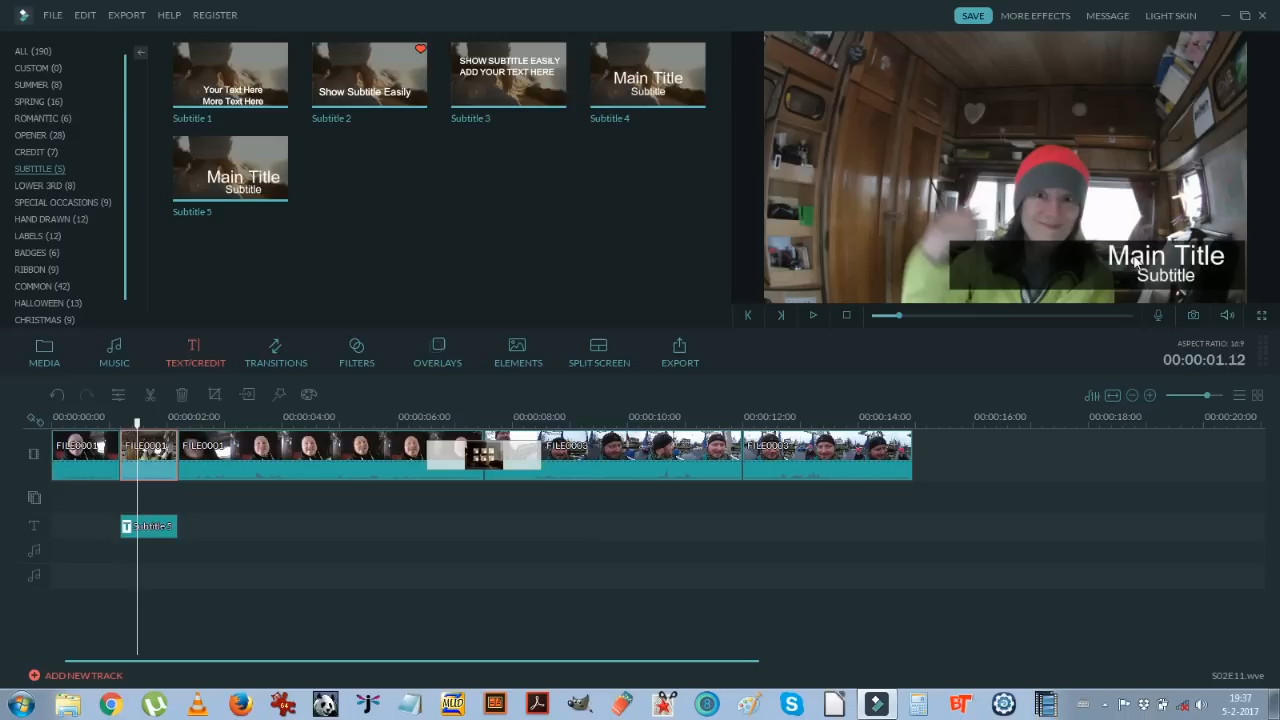 FILE EDIT EXPORT HELP REGISTER
SAVE MORE EFFECTS MESSAGE LIGHT SKIN
ALL (190)
CUSTOM (0)
SUMMER (8)
SPRING (16)
ROMANTIC (6)
OPENER (28)
CREDIT (7)
SUBTITLE (5)
LOWER 3RD (8)
SPECIAL OCCASIONS (9)
HAND DRAWN (12)
LABELS (12)
BADGES (6)
RIBBON (9)
COMMON (42)
HALLOWEEN (13)
CHRISTMAS (9)
Your Text Here
More Text Here
Subtitle 1
Show Subtitle Easily
Subtitle 2
SHOW SUBTITLE EASILY
ADD YOUR TEXT HERE
Subtitle 3
Main Title
Subtitle
Subtitle 4
Main Title
Subtitle
Subtitle 5
Main Title
Subtitle
ASPECT RATIO: 16:9
00:00:01.12
MEDIA MUSIC TEXT/CREDIT TRANSITIONS FILTERS OVERLAYS ELEMENTS SPLIT SCREEN EXPORT
00:00:00:00 00:00:02:00 00:00:04:00 00:00:06:00 00:00:08:00 00:00:10:00 00:00:12:00 00:00:14:00 00:00:16:00 00:00:18:00 00:00:20:00
FILE0001 FILE0001 FILE0001 FILE0003 FILE0003
T Subtitle 5
ADD NEW TRACK
S02E11.wve
19:37
5-2-2017